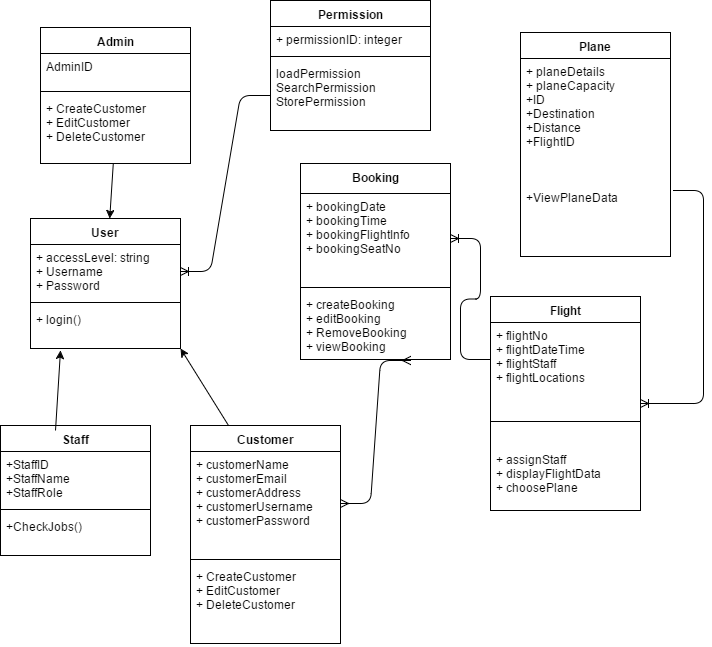 Admin
AdminID
+ CreateCustomer
+ EditCustomer
+ DeleteCustomer
Permission
+ permissionID: integer
loadPermission
SearchPermission
StorePermission
Plane
+ planeDetails
+ planeCapacity
+ID
+Destination
+Distance
+FlightID
+ViewPlaneData
User
+ accessLevel: string
+ Username
+ Password
+ login()
Booking
+ bookingDate
+ bookingTime
+ bookingFlightInfo
+ bookingSeatNo
+ createBooking
+ editBooking
+ RemoveBooking
+ viewBooking
Flight
+ flightNo
+ flightDateTime
+ flightStaff
+ flightLocations
+ assignStaff
+ displayFlightData
+ choosePlane
Staff
+StaffID
+StaffName
+StaffRole
+CheckJobs()
Customer
+ customerName
+ customerEmail
+ customerAddress
+ customerUsername
+ customerPassword
+ CreateCustomer
+ EditCustomer
+ DeleteCustomer